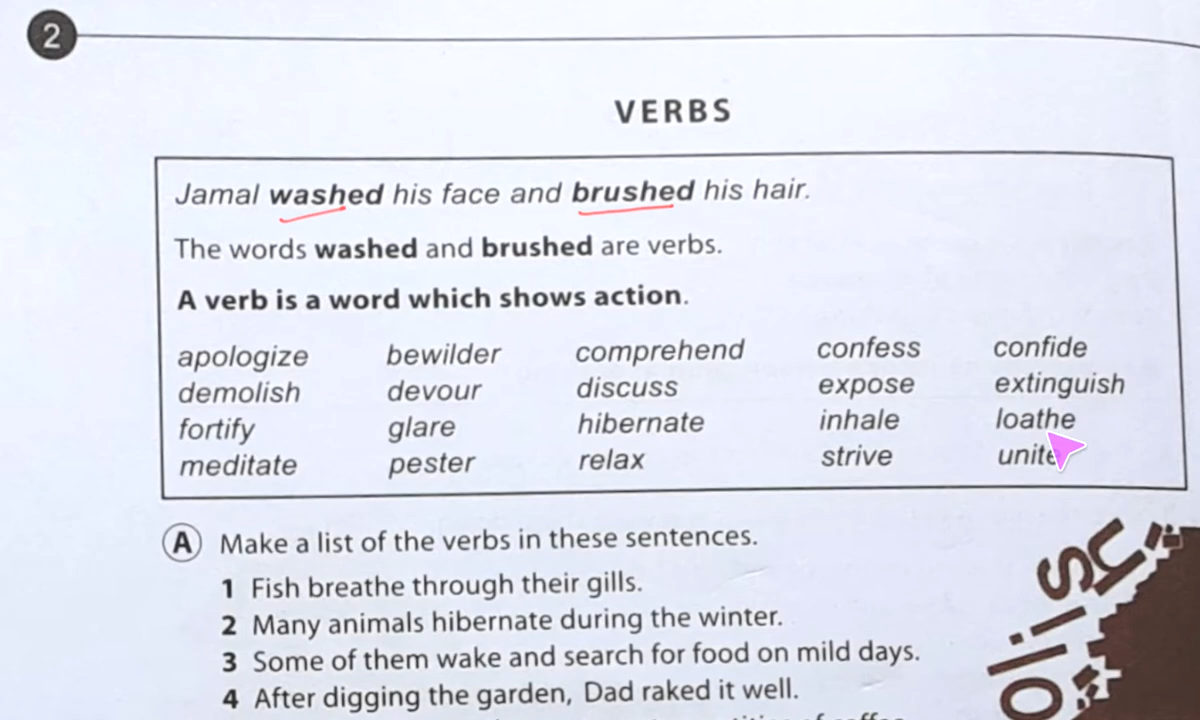 2
VERBS
Jamal washed his face and brushed his hair.
The words washed and brushed are verbs.
A verb is a word which shows action.
apologize bewilder comprehend confess confide
demolish devour discuss expose extinguish
fortify glare hibernate inhale loathe
meditate pester relax strive unite
A Make a list of the verbs in these sentences.
1 Fish breathe through their gills.
2 Many animals hibernate during the winter.
3 Some of them wake and search for food on mild days.
4 After digging the garden, Dad raked it well.
of coffee